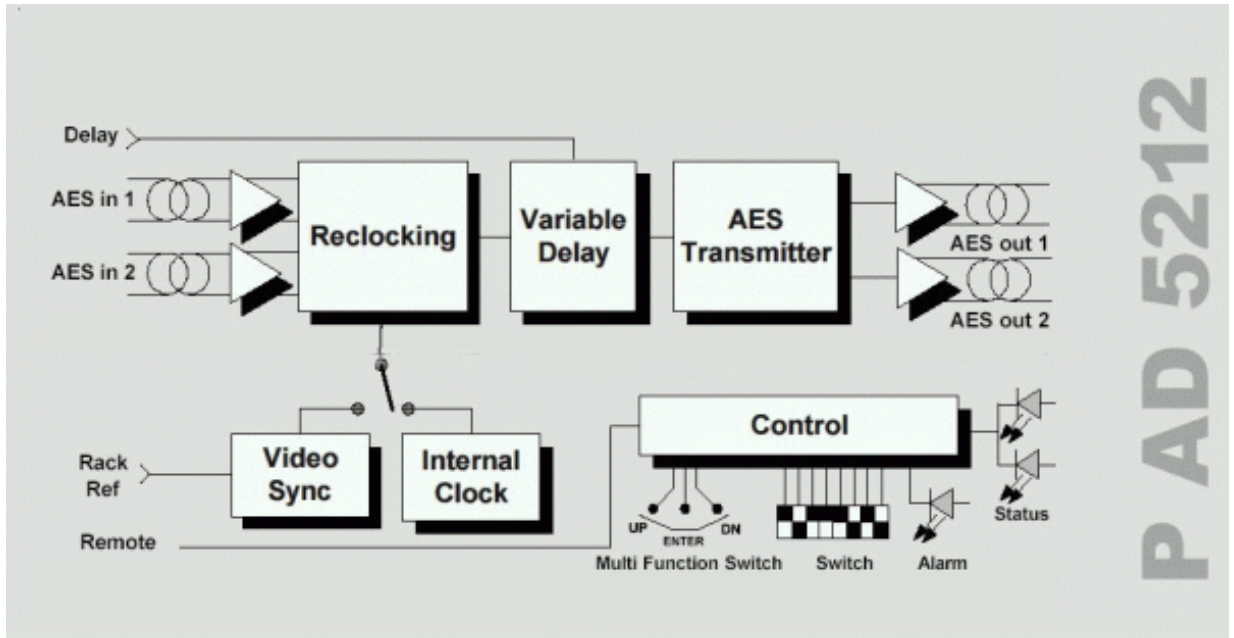 Delay
AES in 1
AES in 2
Reclocking
Variable
Delay
AES
Transmitter
AES out 1
AES out 2
Rack
Ref
Video
Sync
Internal
Clock
Control
Remote
UP
ENTER
DN
Multi Function Switch
Switch
Alarm
Status
P AD 5212